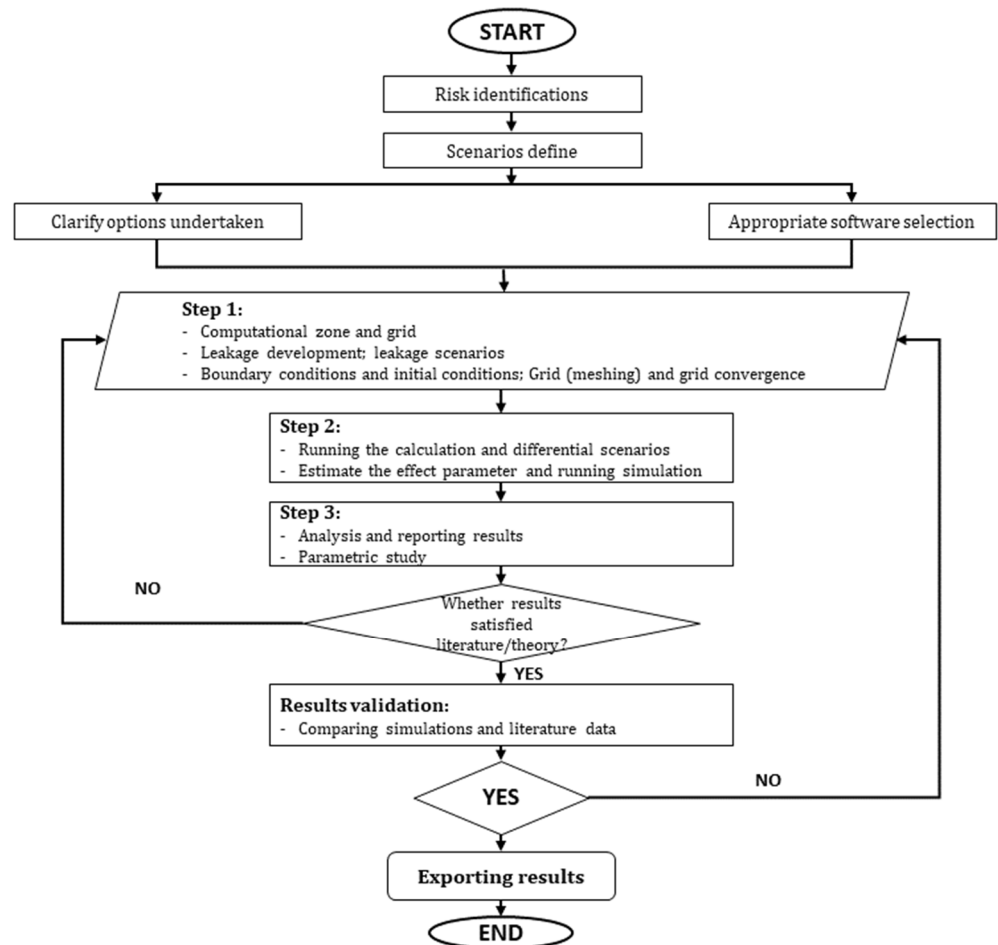 START
Risk identifications
Scenarios define
Clarify options undertaken
Appropriate software selection
Step 1:
- Computational zone and grid
- Leakage development; leakage scenarios
- Boundary conditions and initial conditions; Grid (meshing) and grid convergence
Step 2:
- Running the calculation and differential scenarios
- Estimate the effect parameter and running simulation
Step 3:
- Analysis and reporting results
- Parametric study
NO
Whether results
satisfied
literature/theory?
YES
Results validation:
- Comparing simulations and literature data
YES
NO
Exporting results
END